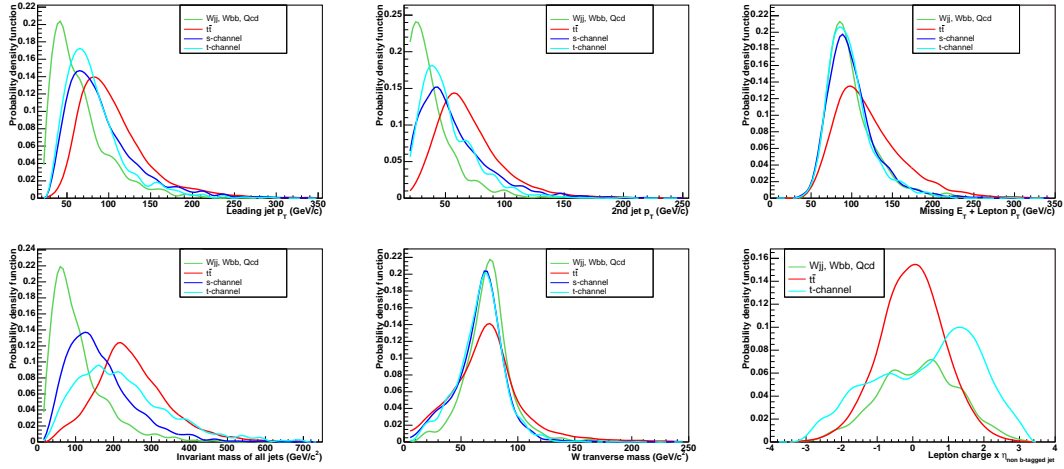 Probability density function
0.2
0.18
0.16
0.14
0.12
0.1
0.08
0.06
0.04
0.02
0
50 100 150 200 250 300 350
Leading jet p_T (GeV/c)
Wjj, Wbb, Qcd
tt̄
s-channel
t-channel
Probability density function
0.25
0.2
0.15
0.1
0.05
0
50 100 150 200 250
2nd jet p_T (GeV/c)
Wjj, Wbb, Qcd
tt̄
s-channel
t-channel
Probability density function
0.22
0.2
0.18
0.16
0.14
0.12
0.1
0.08
0.06
0.04
0.02
0
0 50 100 150 200 250 300 350
Missing E_T + Lepton p_T (GeV/c)
Wjj, Wbb, Qcd
tt̄
s-channel
t-channel
Probability density function
0.24
0.22
0.2
0.18
0.16
0.14
0.12
0.1
0.08
0.06
0.04
0.02
0
0 100 200 300 400 500 600 700
Invariant mass of all jets (GeV/c²)
Wjj, Wbb, Qcd
tt̄
s-channel
t-channel
Probability density function
0.22
0.2
0.18
0.16
0.14
0.12
0.1
0.08
0.06
0.04
0.02
0
0 50 100 150 200 250
W tranverse mass (GeV/c²)
Wjj, Wbb, Qcd
tt̄
s-channel
t-channel
Probability density function
0.16
0.14
0.12
0.1
0.08
0.06
0.04
0.02
0
-4 -3 -2 -1 0 1 2 3 4
Lepton charge x η_non b-tagged jet
Wjj, Wbb, Qcd
tt̄
t-channel